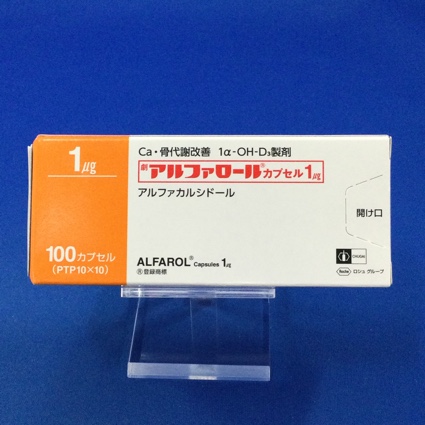 1μg
100カプセル
(PTP10×10)
Ca・骨代謝改善 1α-OH-D₃製剤
劇 アルファロール®カプセル1μg
アルファカルシドール
開け口
ALFAROL® Capsules 1μg
®登録商標
CHUGAI
Roche ロシュ グループ